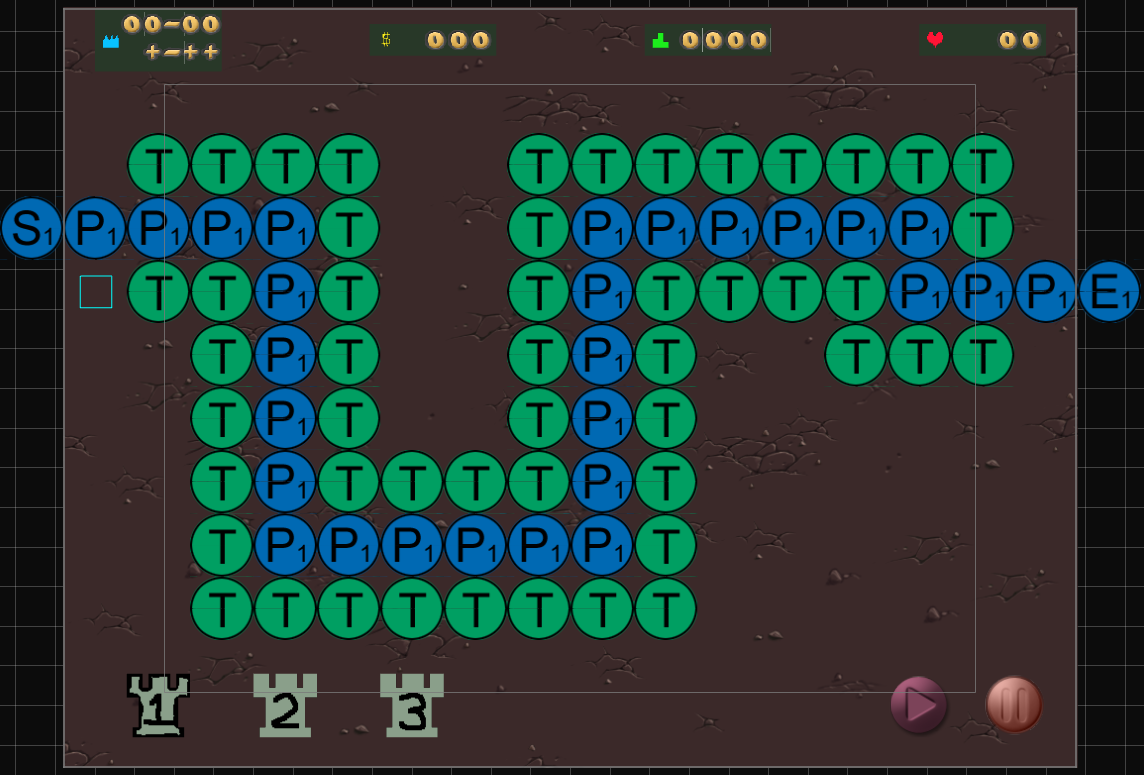 00-00
+-++
$ 000
0000
00
T T T T T T T T T T T T
S1 P1 P1 P1 P1 T T P1 P1 P1 P1 P1 P1 T
T T P1 T T P1 T T T T P1 P1 P1 E1
T P1 T T P1 T T T T
T P1 T T P1 T
T P1 T T T T P1 T
T P1 P1 P1 P1 P1 P1 T
T T T T T T T T
1 2 3